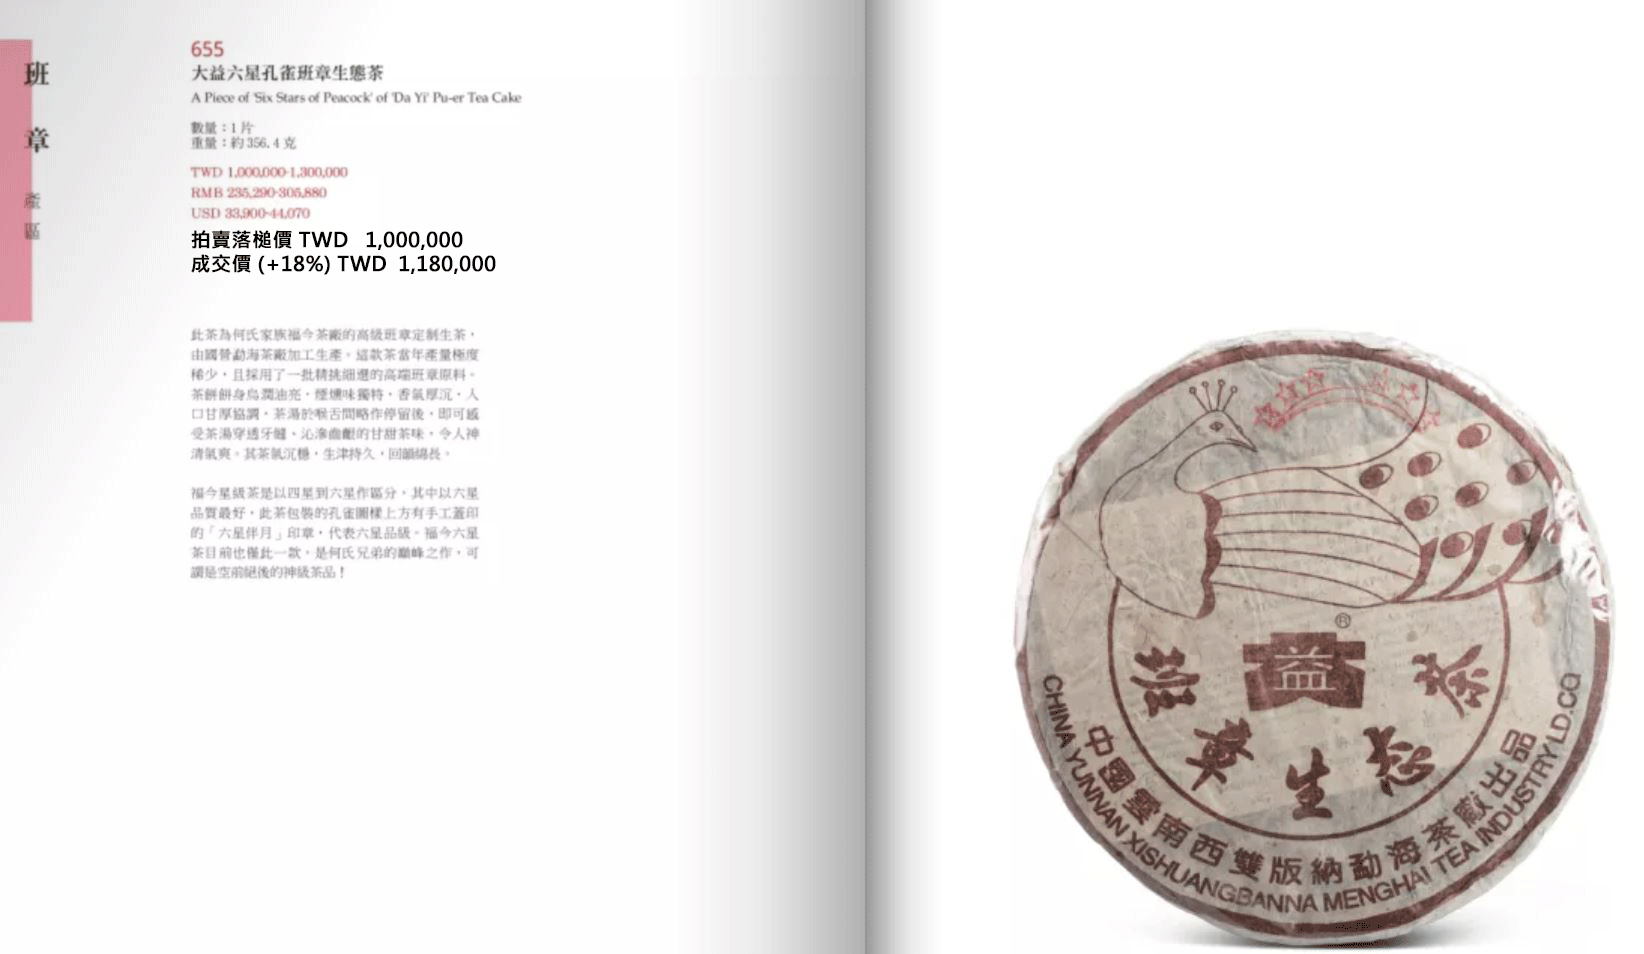 班章
產區
655
大益六星孔雀班章生態茶
A Piece of 'Six Stars of Peacock' of 'Da Yi' Pu-er Tea Cake
數量：1 片
重量：約 356.4 克
TWD 1,000,000-1,300,000
RMB 235,290-305,880
USD 33,900-44,070
拍賣落槌價 TWD 1,000,000
成交價 (+18%) TWD 1,180,000
此茶為何氏家族福今茶廠的高級班章定制生茶，
由國營勐海茶廠加工生產。這款茶當年產量極度
稀少，且採用了一批精挑細選的高端班章原料。
茶餅餅身烏潤油亮，煙燻味獨特，香氣厚沉，入
口甘厚協調，茶湯於喉舌間略作停留後，即可感
受茶湯穿透牙縫、沁滲齒齦的甘甜茶味，令人神
清氣爽。其茶氣沉穩，生津持久，回韻綿長。
福今星級茶是以四星到六星作區分，其中以六星
品質最好，此茶包裝的孔雀圖樣上方有手工蓋印
的「六星伴月」印章，代表六星品級。福今六星
茶目前也僅此一款，是何氏兄弟的巔峰之作，可
謂是空前絕後的神級茶品！
®
益
班章生态茶
中國雲南西雙版納勐海茶廠出品
CHINA YUNNAN XISHUANGBANNA MENGHAI TEA INDUSTRY LD.CO